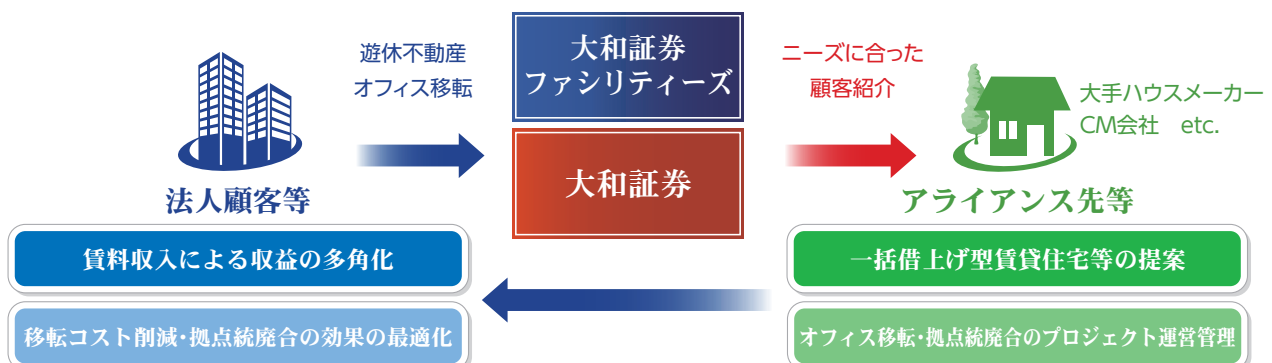 遊休不動産
オフィス移転
大和証券
ファシリティーズ
大和証券
ニーズに合った
顧客紹介
大手ハウスメーカー
CM会社 etc.
法人顧客等
アライアンス先等
賃料収入による収益の多角化
移転コスト削減・拠点統廃合の効果の最適化
一括借上げ型賃貸住宅等の提案
オフィス移転・拠点統廃合のプロジェクト運営管理